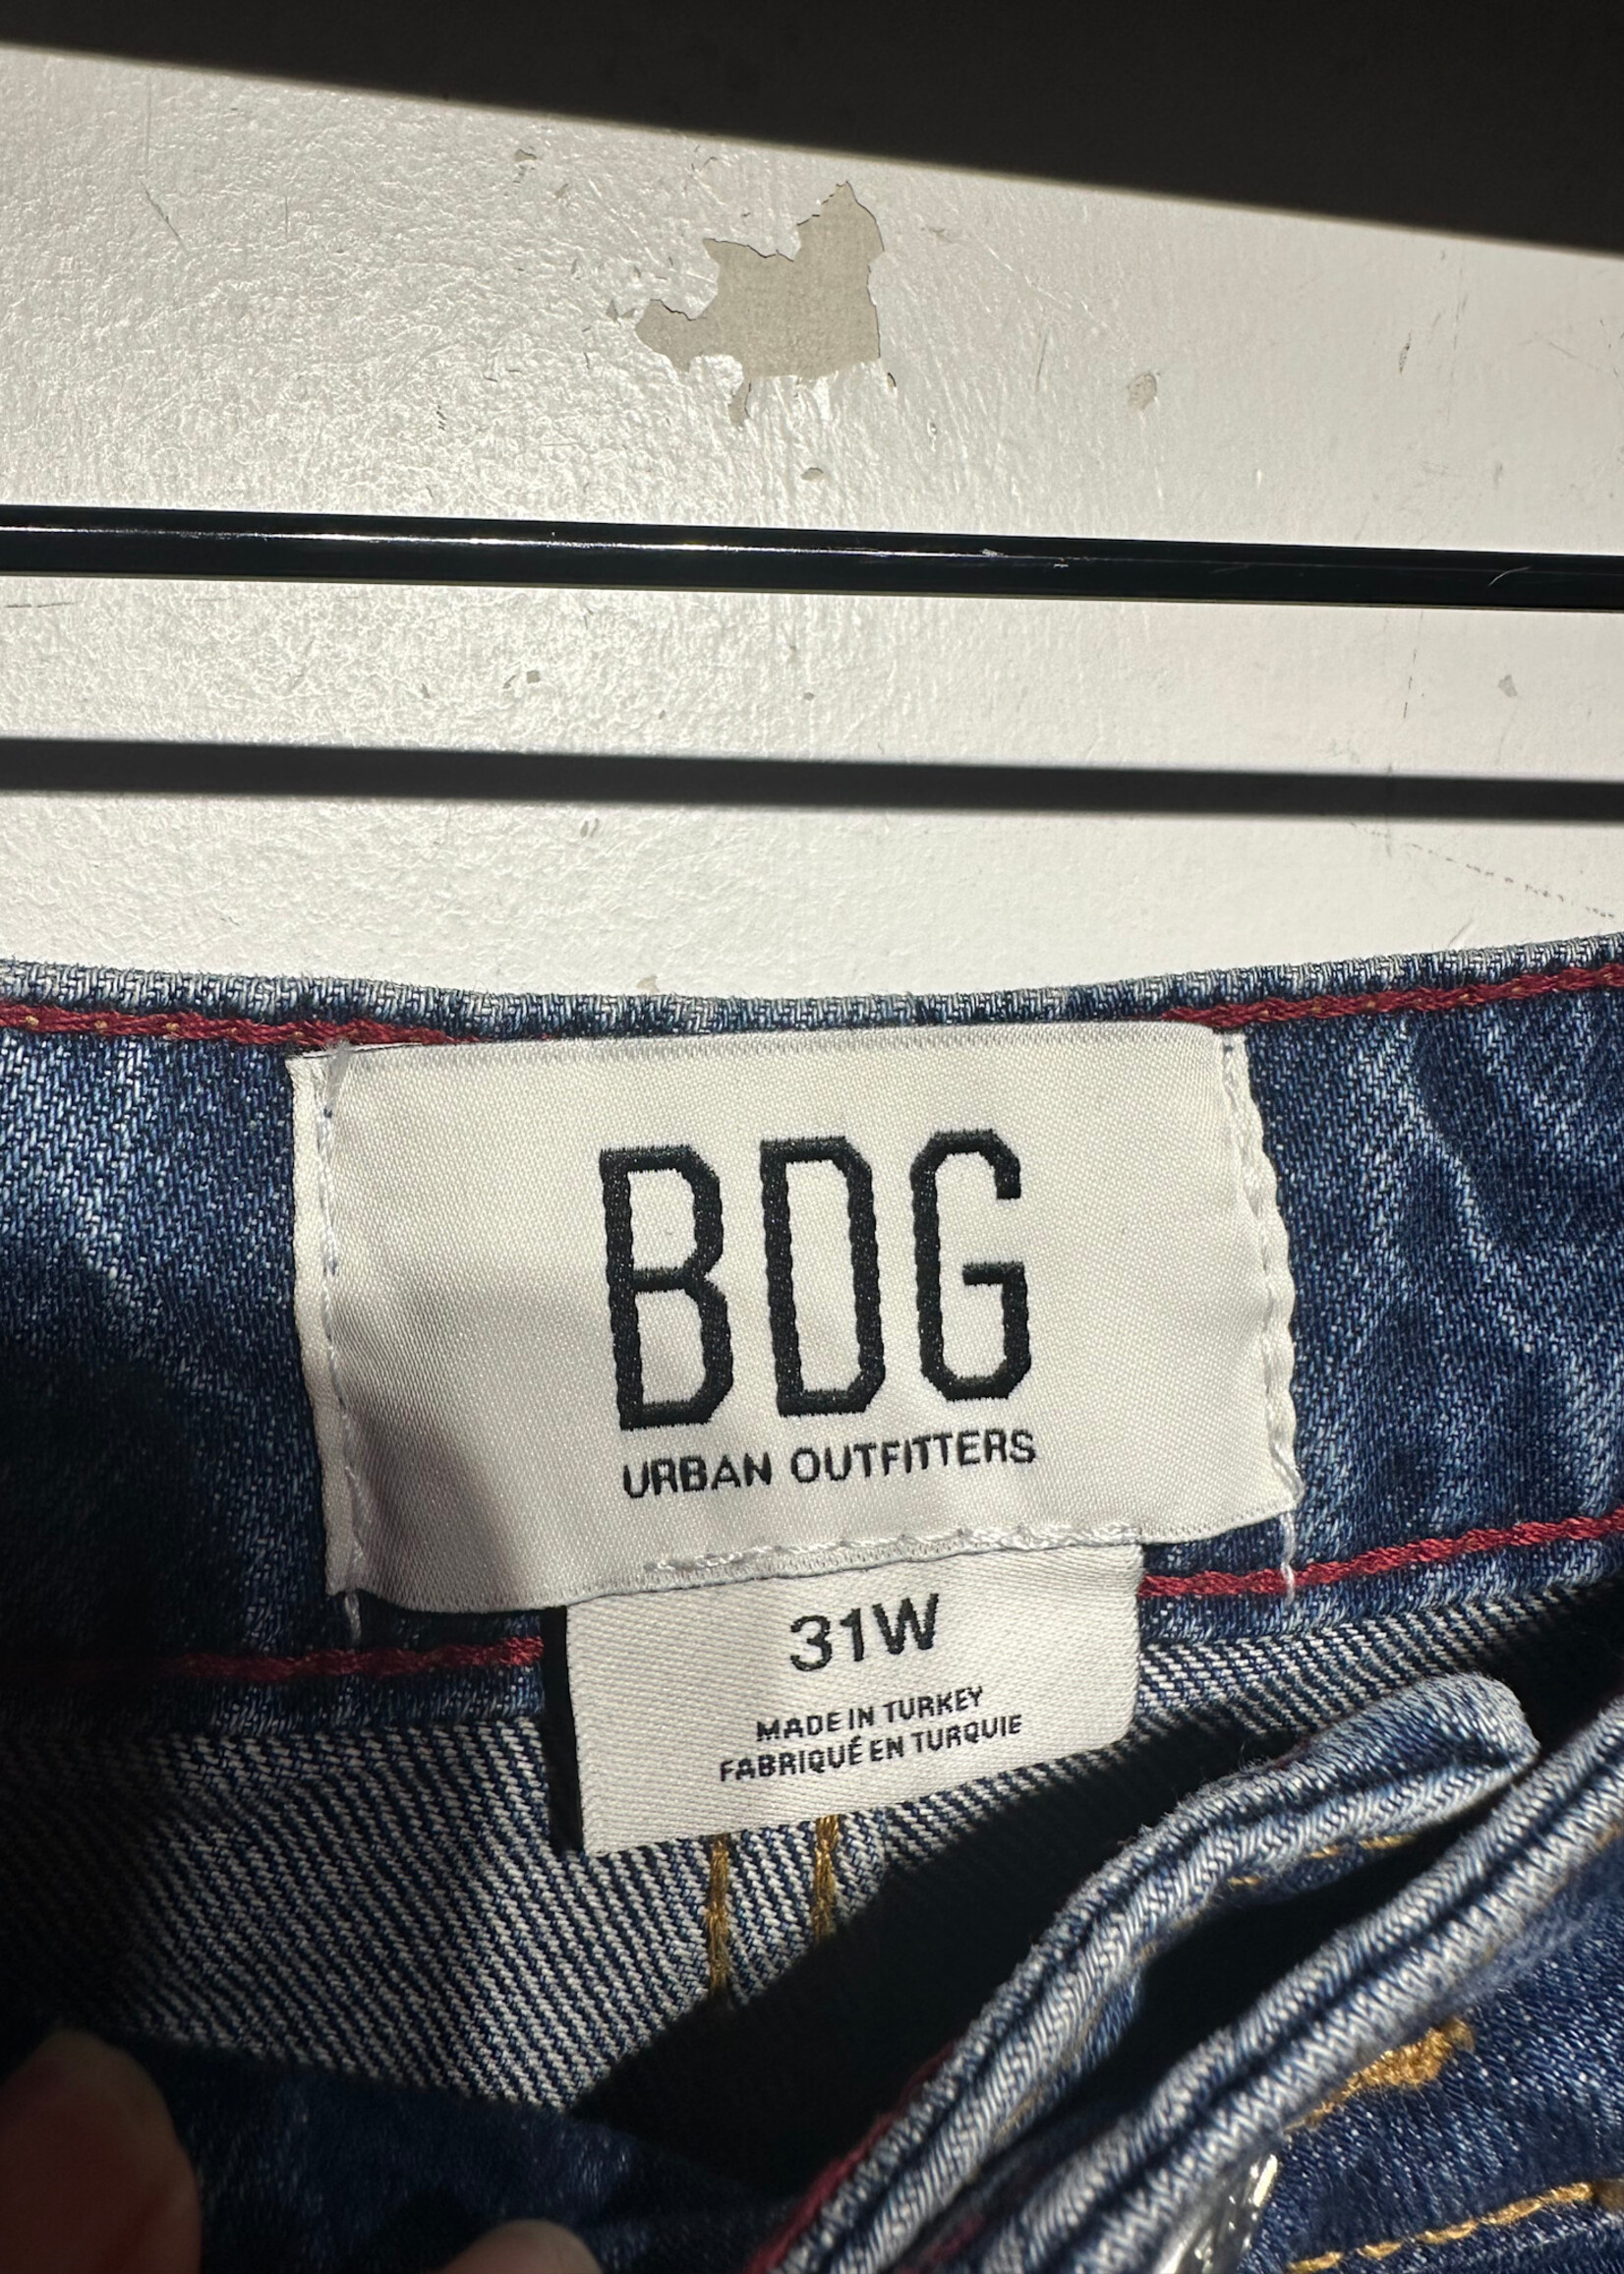 BDG
URBAN OUTFITTERS
31W
MADE IN TURKEY
FABRIQUÉ EN TURQUIE